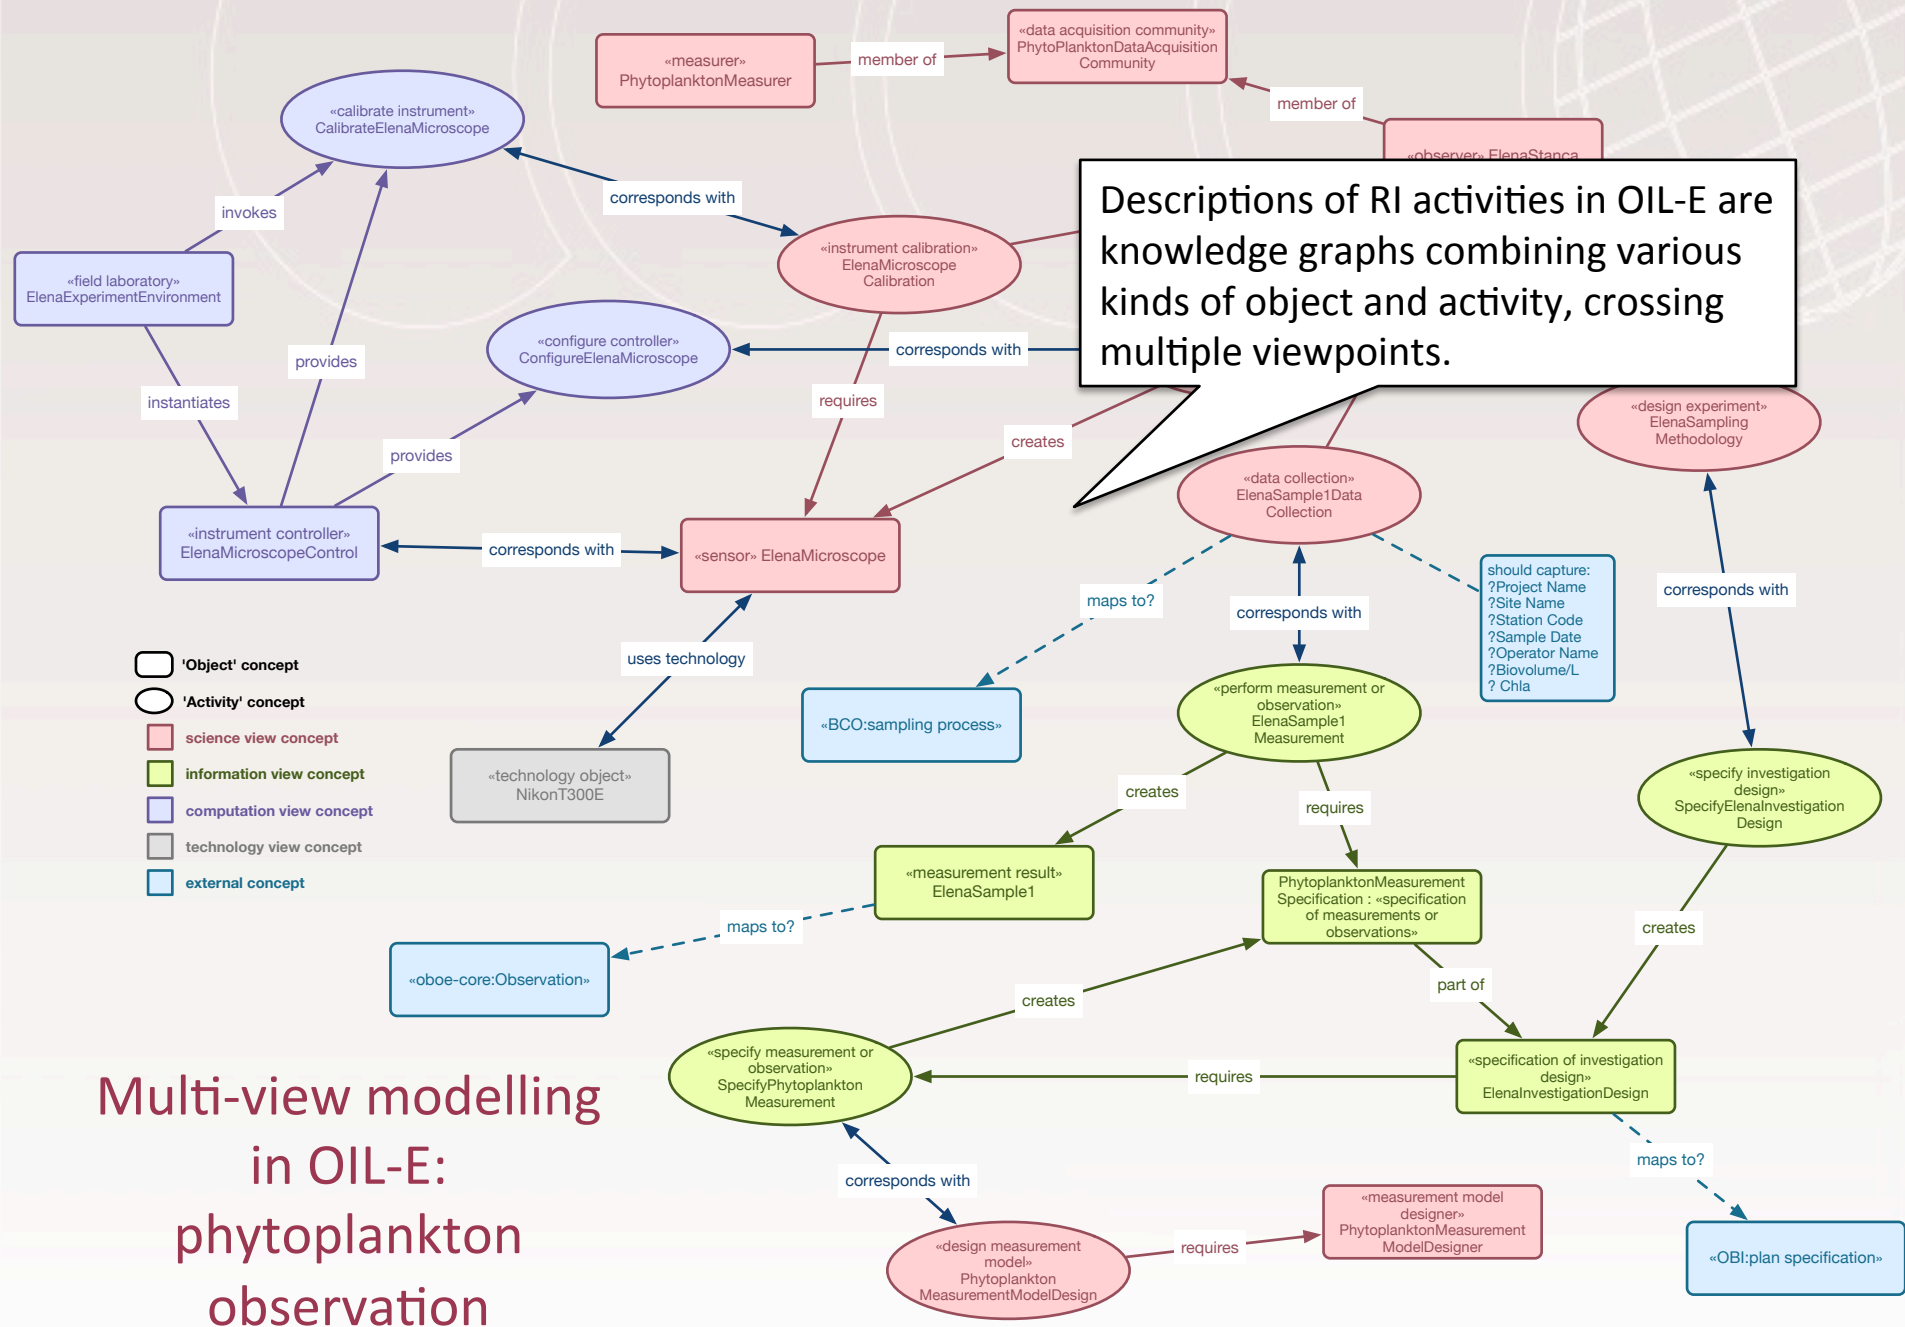 «data acquisition community»
PhytoPlanktonDataAcquisition
Community
«measurer»
PhytoplanktonMeasurer
member of
member of
«observer» ElenaStanca
«calibrate instrument»
CalibrateElenaMicroscope
corresponds with
invokes
«instrument calibration»
ElenaMicroscope
Calibration
Descriptions of RI activities in OIL-E are
knowledge graphs combining various
kinds of object and activity, crossing
multiple viewpoints.
«field laboratory»
ElenaExperimentEnvironment
«configure controller»
ConfigureElenaMicroscope
corresponds with
provides
instantiates
requires
provides
creates
«design experiment»
ElenaSampling
Methodology
«data collection»
ElenaSample1Data
Collection
«instrument controller»
ElenaMicroscopeControl
corresponds with
«sensor» ElenaMicroscope
should capture:
?Project Name
?Site Name
?Station Code
?Sample Date
?Operator Name
?Biovolume/L
? Chla
maps to?
corresponds with
corresponds with
uses technology
'Object' concept
'Activity' concept
science view concept
information view concept
computation view concept
technology view concept
external concept
«BCO:sampling process»
«perform measurement or
observation»
ElenaSample1
Measurement
«technology object»
NikonT300E
«specify investigation
design»
SpecifyElenaInvestigation
Design
creates
requires
«measurement result»
ElenaSample1
PhytoplanktonMeasurement
Specification : «specification
of measurements or
observations»
maps to?
creates
«oboe-core:Observation»
part of
creates
«specify measurement or
observation»
SpecifyPhytoplankton
Measurement
requires
«specification of investigation
design»
ElenaInvestigationDesign
Multi-view modelling
in OIL-E:
phytoplankton
observation
corresponds with
maps to?
«measurement model
designer»
PhytoplanktonMeasurement
ModelDesigner
«design measurement
model»
Phytoplankton
MeasurementModelDesign
requires
«OBI:plan specification»